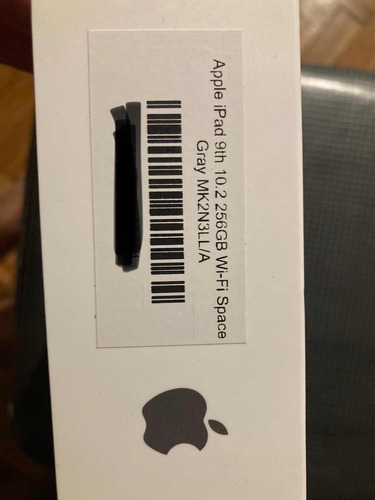 Apple iPad 9th 10.2 256GB Wi-Fi Space
Gray MK2N3LL/A